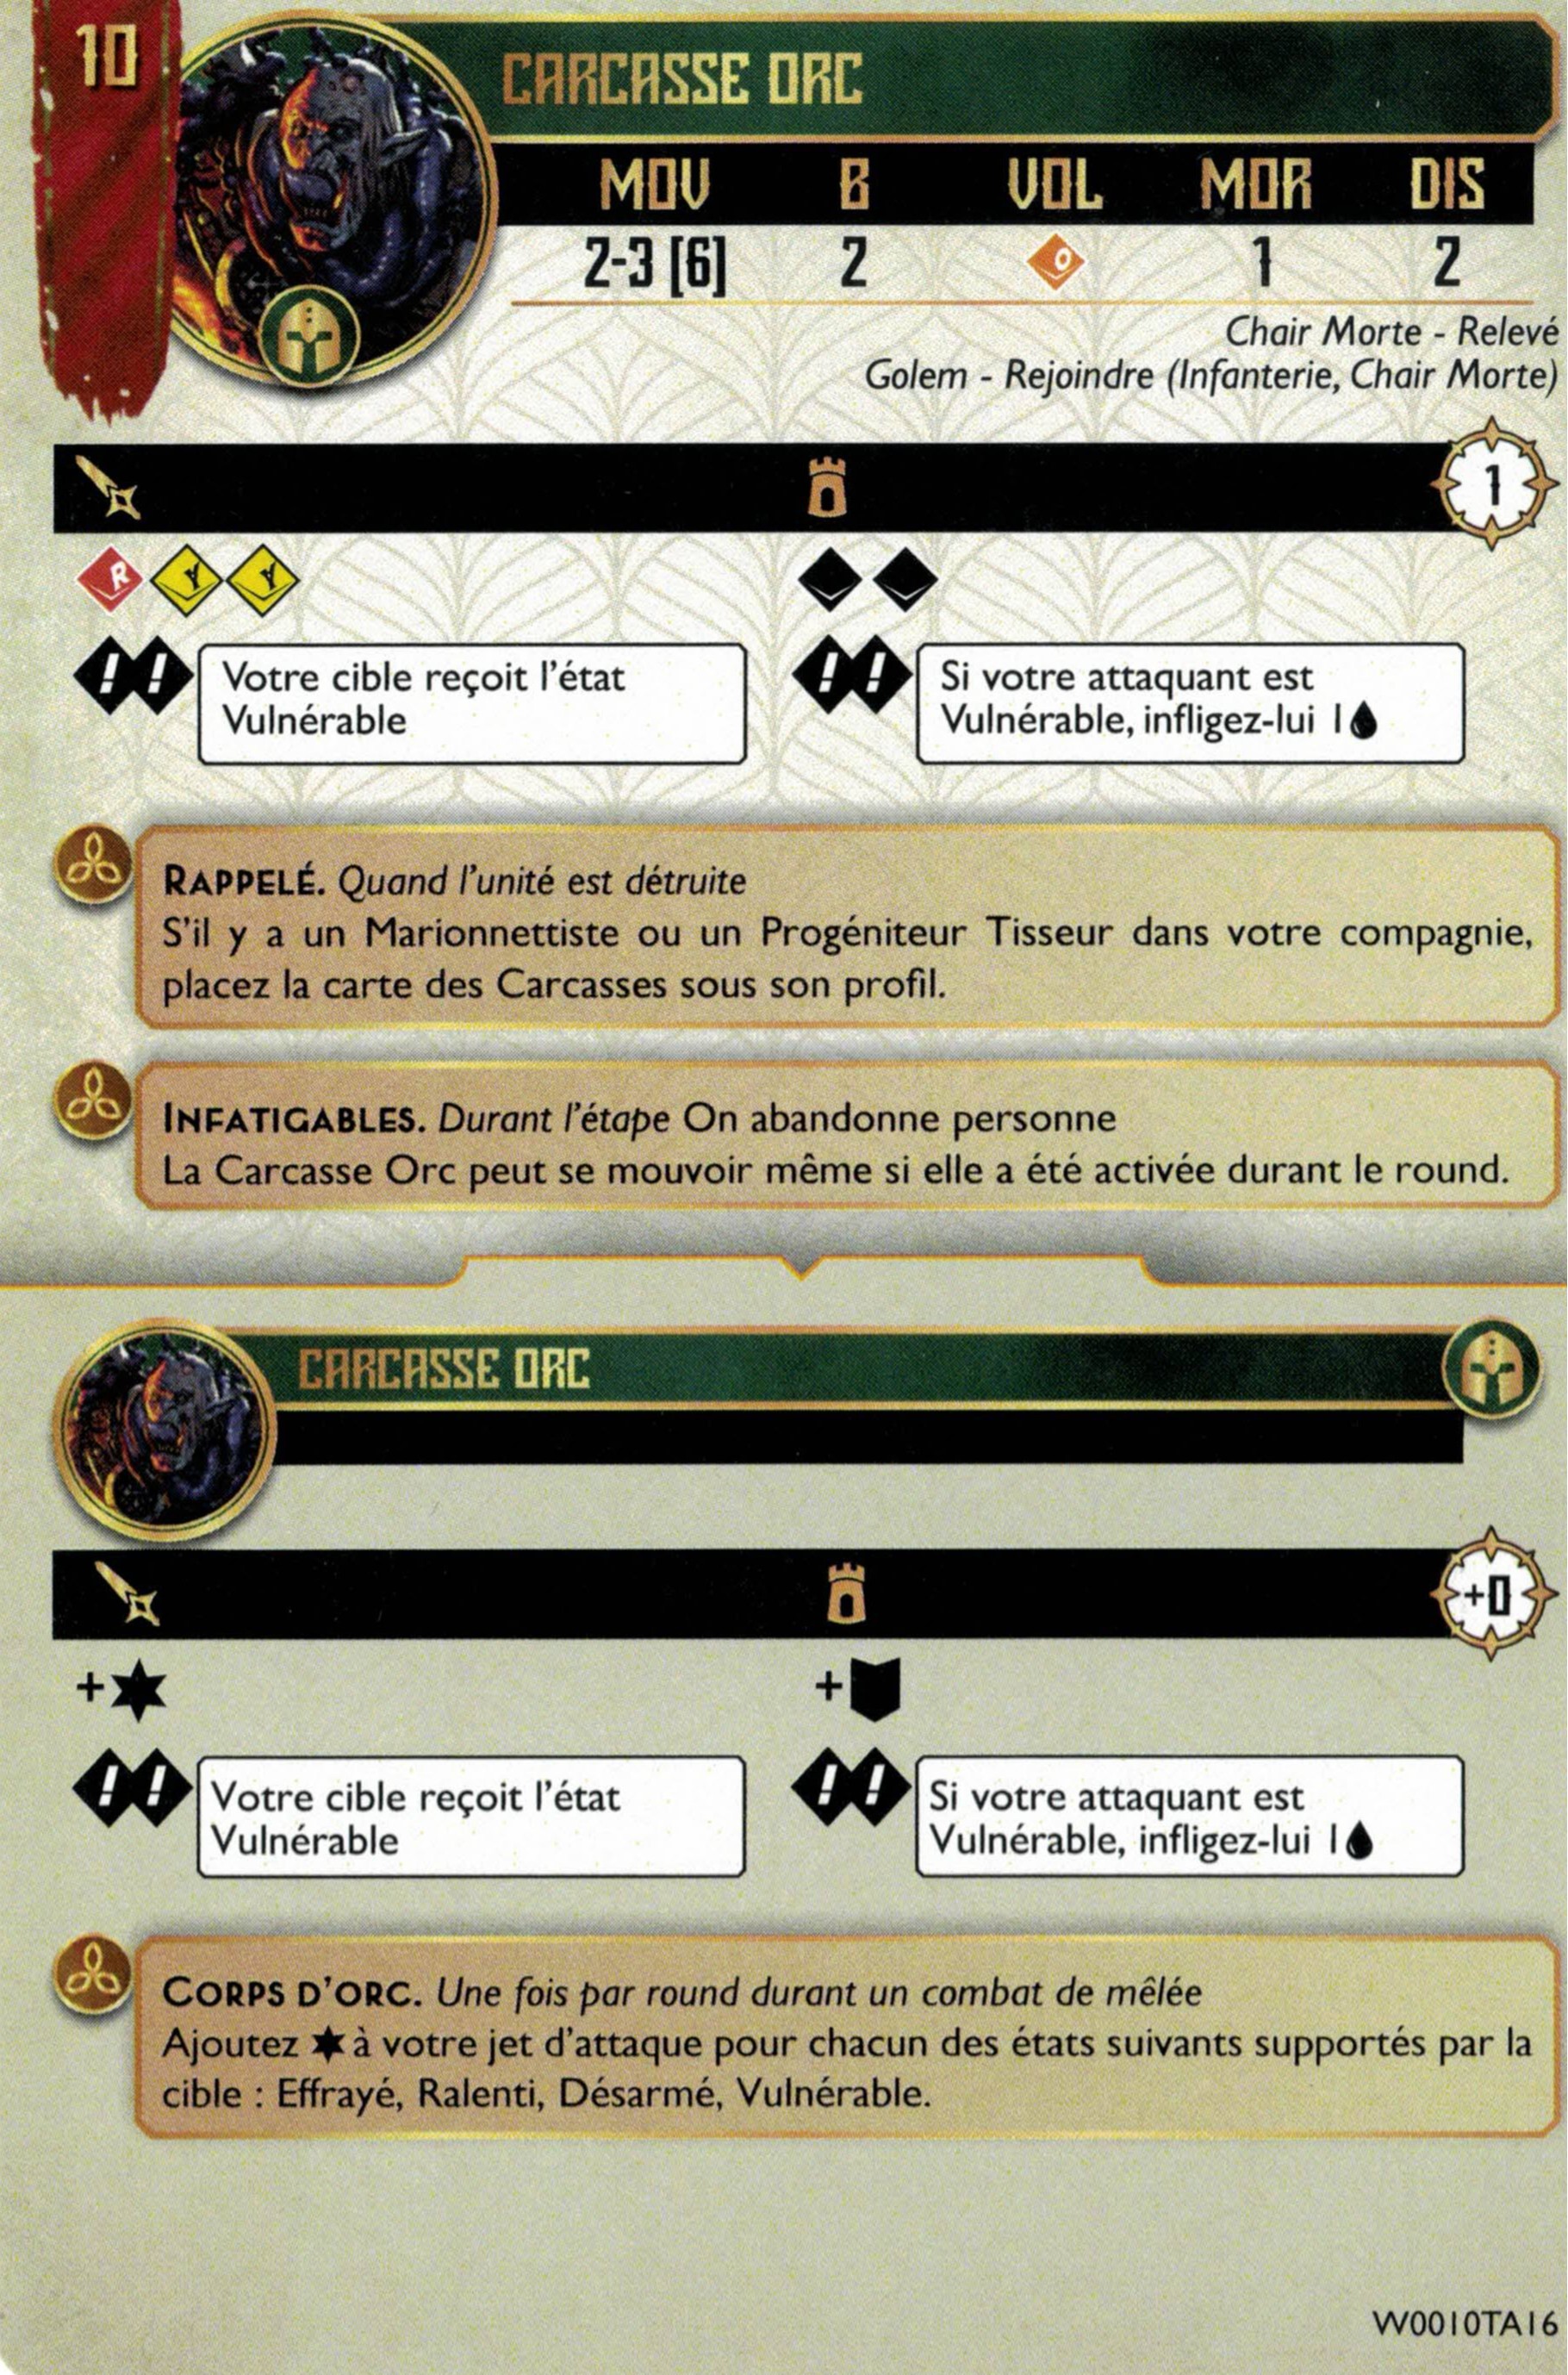 10
CARCASSE ORC
MOV B VOL MOR DIS
2-3 [6] 2 O 1 2
Chair Morte - Relevé
Golem - Rejoindre (Infanterie, Chair Morte)
1
R Y Y
!! Votre cible reçoit l'état
Vulnérable
!! Si votre attaquant est
Vulnérable, infligez-lui 1
RAPPELÉ. Quand l'unité est détruite
S'il y a un Marionnettiste ou un Progéniteur Tisseur dans votre compagnie,
placez la carte des Carcasses sous son profil.
INFATIGABLES. Durant l'étape On abandonne personne
La Carcasse Orc peut se mouvoir même si elle a été activée durant le round.
CARCASSE ORC
+0
+ +
!! Votre cible reçoit l'état
Vulnérable
!! Si votre attaquant est
Vulnérable, infligez-lui 1
CORPS D'ORC. Une fois par round durant un combat de mêlée
Ajoutez ✶ à votre jet d'attaque pour chacun des états suivants supportés par la
cible : Effrayé, Ralenti, Désarmé, Vulnérable.
W0010TA16